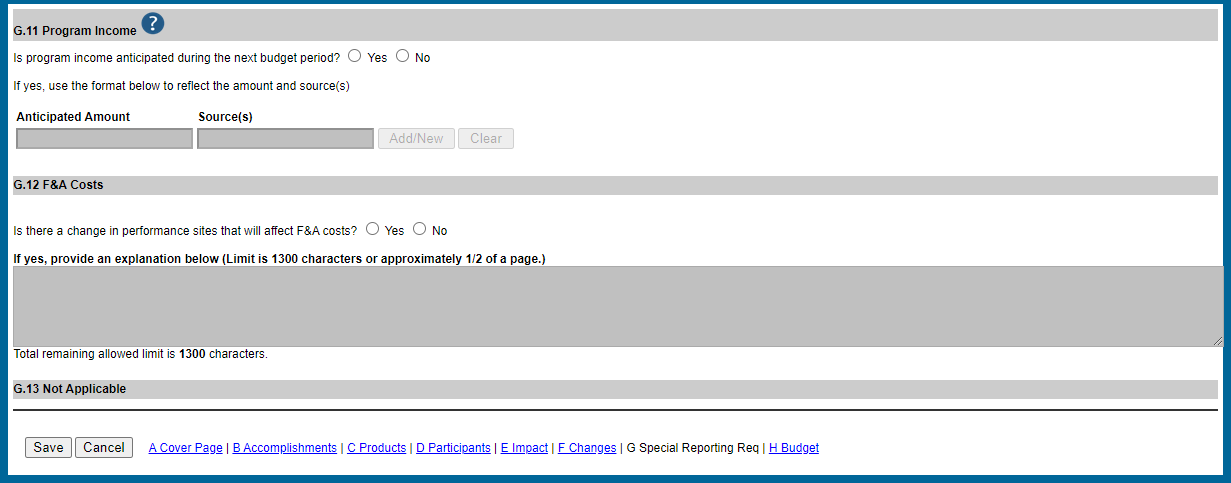 G.11 Program Income ?
Is program income anticipated during the next budget period? Yes No
If yes, use the format below to reflect the amount and source(s)
Anticipated Amount Source(s)
Add/New Clear
G.12 F&A Costs
Is there a change in performance sites that will affect F&A costs? Yes No
If yes, provide an explanation below (Limit is 1300 characters or approximately 1/2 of a page.)
Total remaining allowed limit is 1300 characters.
G.13 Not Applicable
Save Cancel A Cover Page | B Accomplishments | C Products | D Participants | E Impact | F Changes | G Special Reporting Req | H Budget